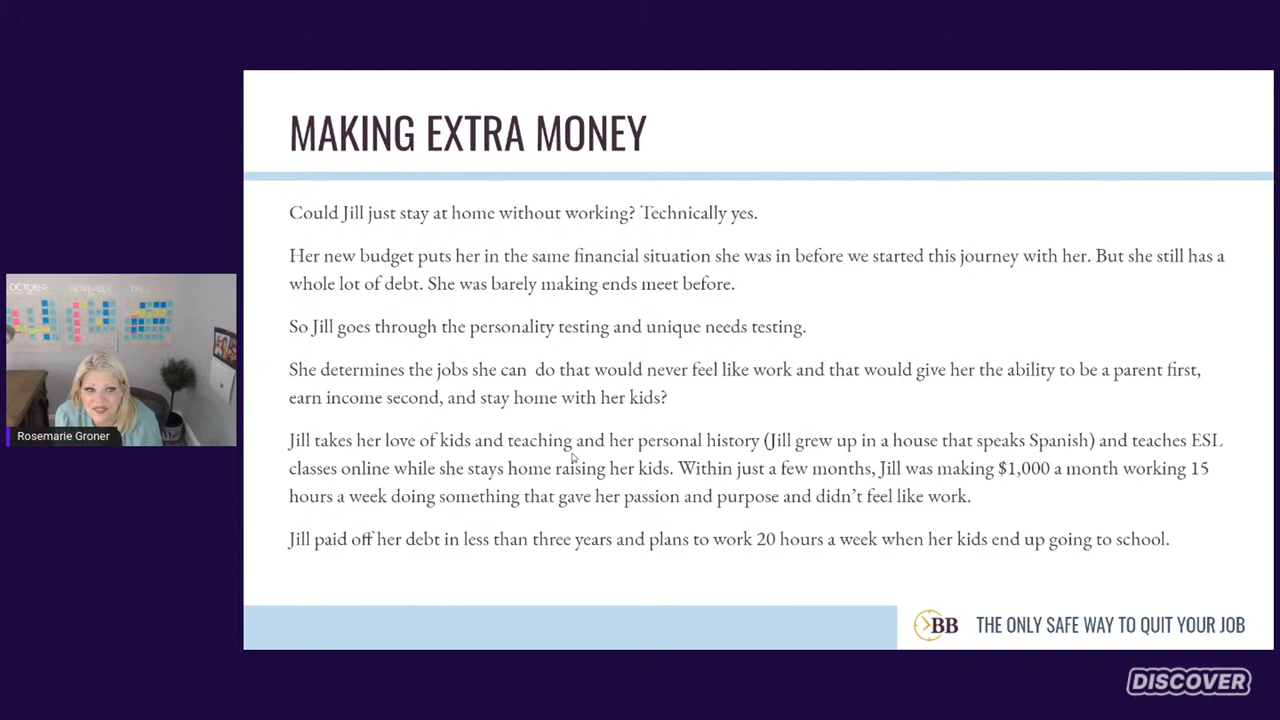 MAKING EXTRA MONEY
Could Jill just stay at home without working? Technically yes.
Her new budget puts her in the same financial situation she was in before we started this journey with her. But she still has a
whole lot of debt. She was barely making ends meet before.
So Jill goes through the personality testing and unique needs testing.
She determines the jobs she can do that would never feel like work and that would give her the ability to be a parent first,
earn income second, and stay home with her kids?
Jill takes her love of kids and teaching and her personal history (Jill grew up in a house that speaks Spanish) and teaches ESL
classes online while she stays home raising her kids. Within just a few months, Jill was making $1,000 a month working 15
hours a week doing something that gave her passion and purpose and didn't feel like work.
Jill paid off her debt in less than three years and plans to work 20 hours a week when her kids end up going to school.
OCTOBER NOVEMBER
Rosemarie Groner
BB THE ONLY SAFE WAY TO QUIT YOUR JOB
DISCOVER